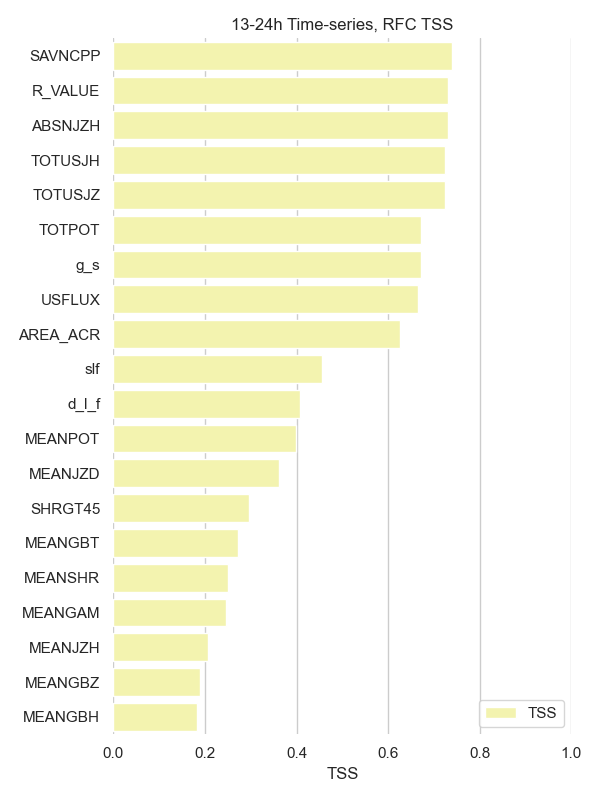 13-24h Time-series, RFC TSS
SAVNCPP
R_VALUE
ABSNJZH
TOTUSJH
TOTUSJZ
TOTPOT
g_s
USFLUX
AREA_ACR
slf
d_l_f
MEANPOT
MEANJZD
SHRGT45
MEANGBT
MEANSHR
MEANGAM
MEANJZH
MEANGBZ
MEANGBH
TSS
0.0 0.2 0.4 0.6 0.8 1.0
TSS